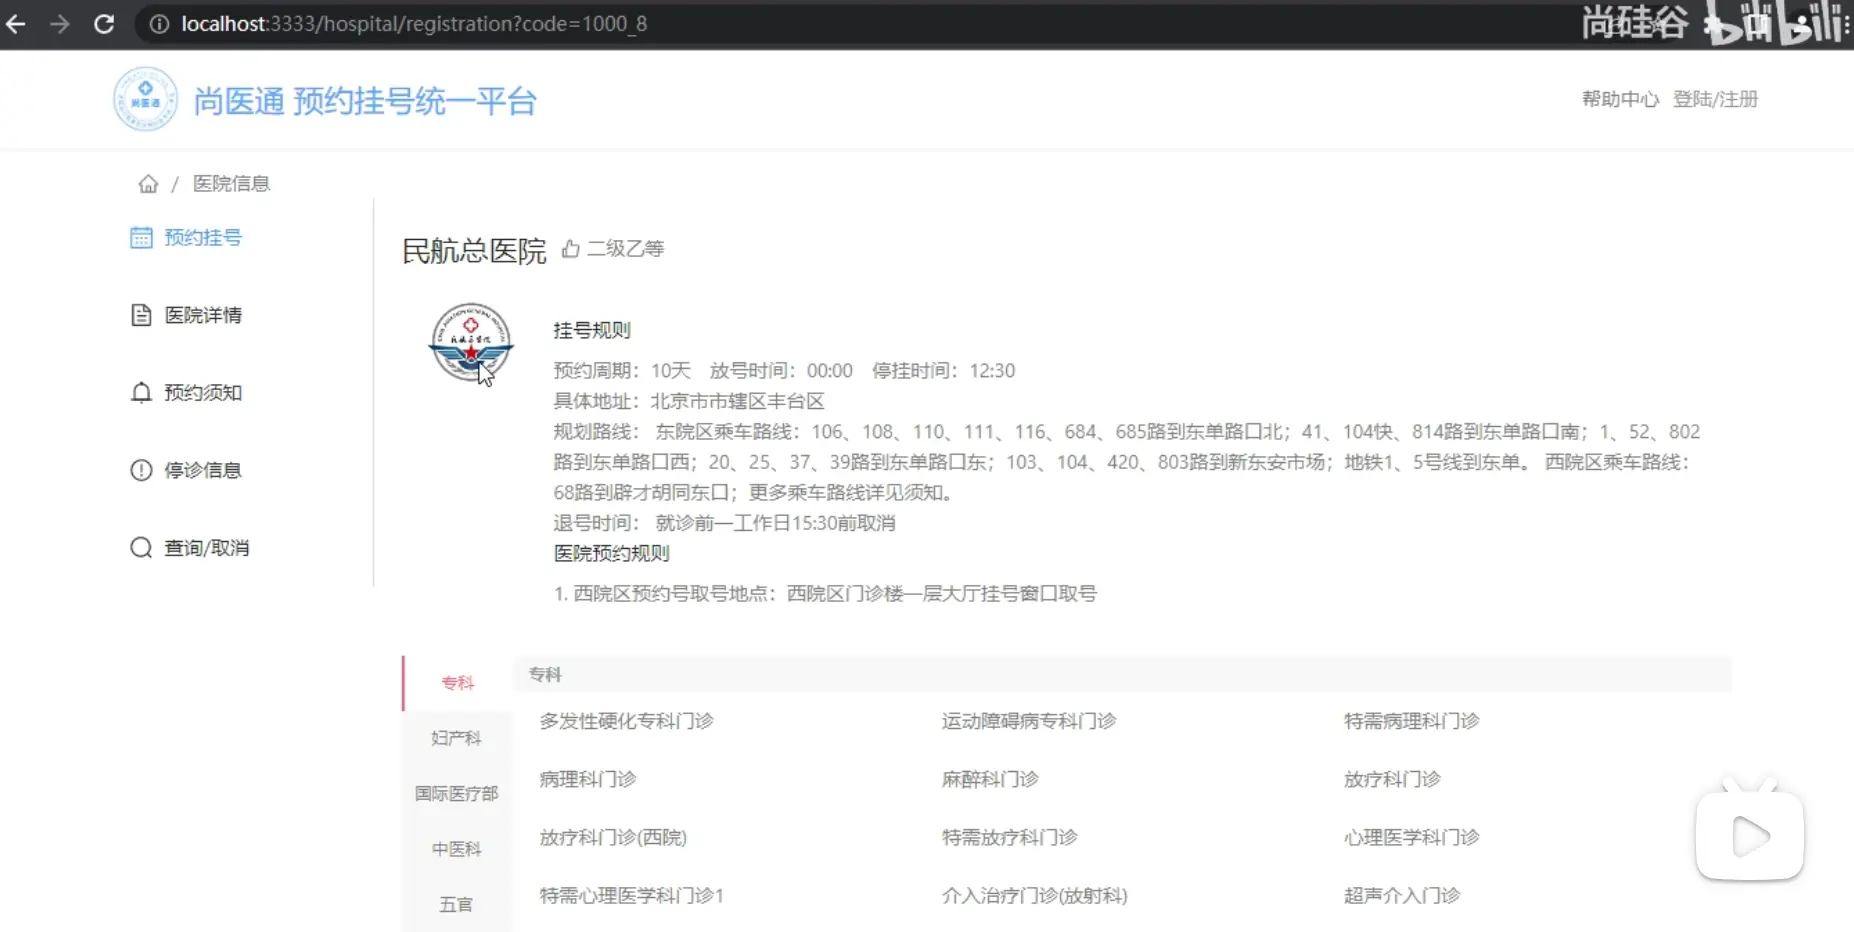 localhost:3333/hospital/registration?code=1000_8
尚硅谷
bilibili
尚医通
尚医通 预约挂号统一平台
帮助中心 登陆/注册
/ 医院信息
预约挂号
医院详情
预约须知
停诊信息
查询/取消
民航总医院 二级乙等
挂号规则
预约周期：10天 放号时间：00:00 停挂时间：12:30
具体地址：北京市市辖区丰台区
规划路线： 东院区乘车路线：106、108、110、111、116、684、685路到东单路口北；41、104快、814路到东单路口南；1、52、802
路到东单路口西；20、25、37、39路到东单路口东；103、104、420、803路到新东安市场；地铁1、5号线到东单。 西院区乘车路线：
68路到辟才胡同东口；更多乘车路线详见须知。
退号时间： 就诊前一工作日15:30前取消
医院预约规则
1. 西院区预约号取号地点：西院区门诊楼一层大厅挂号窗口取号
专科
妇产科
国际医疗部
中医科
五官
专科
多发性硬化专科门诊 运动障碍病专科门诊 特需病理科门诊
病理科门诊 麻醉科门诊 放疗科门诊
放疗科门诊(西院) 特需放疗科门诊 心理医学科门诊
特需心理医学科门诊1 介入治疗门诊(放射科) 超声介入门诊